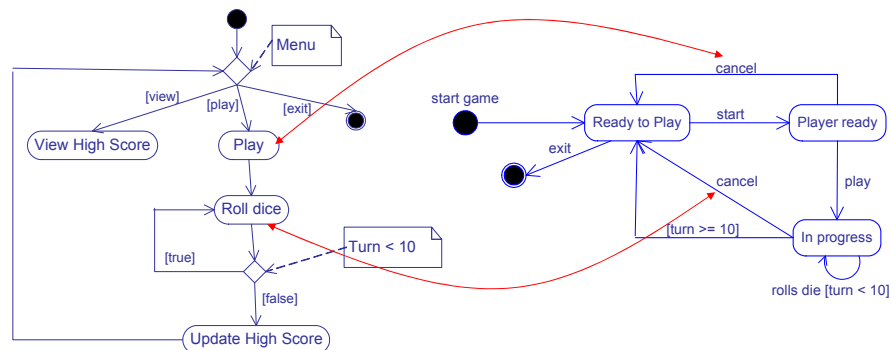 Menu
[view]
[play]
[exit]
View High Score
Play
Roll dice
[true]
Turn < 10
[false]
Update High Score
start game
cancel
Ready to Play
start
Player ready
exit
cancel
play
[turn >= 10]
In progress
rolls die [turn < 10]